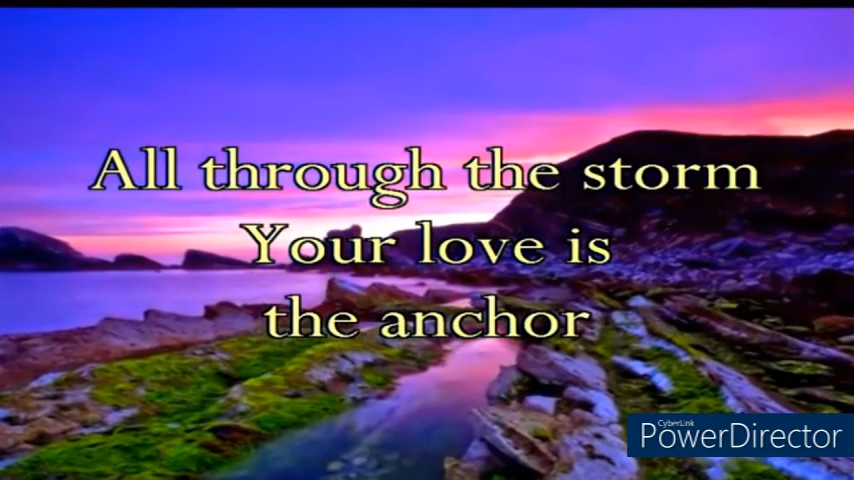 All through the storm
Your love is
the anchor
CyberLink
PowerDirector